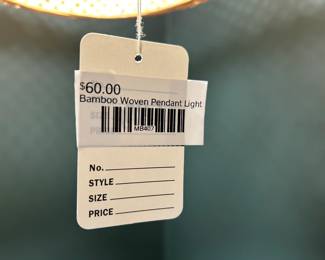 $60.00
Bamboo Woven Pendant Light
MB407
No.
STYLE
SIZE
PRICE